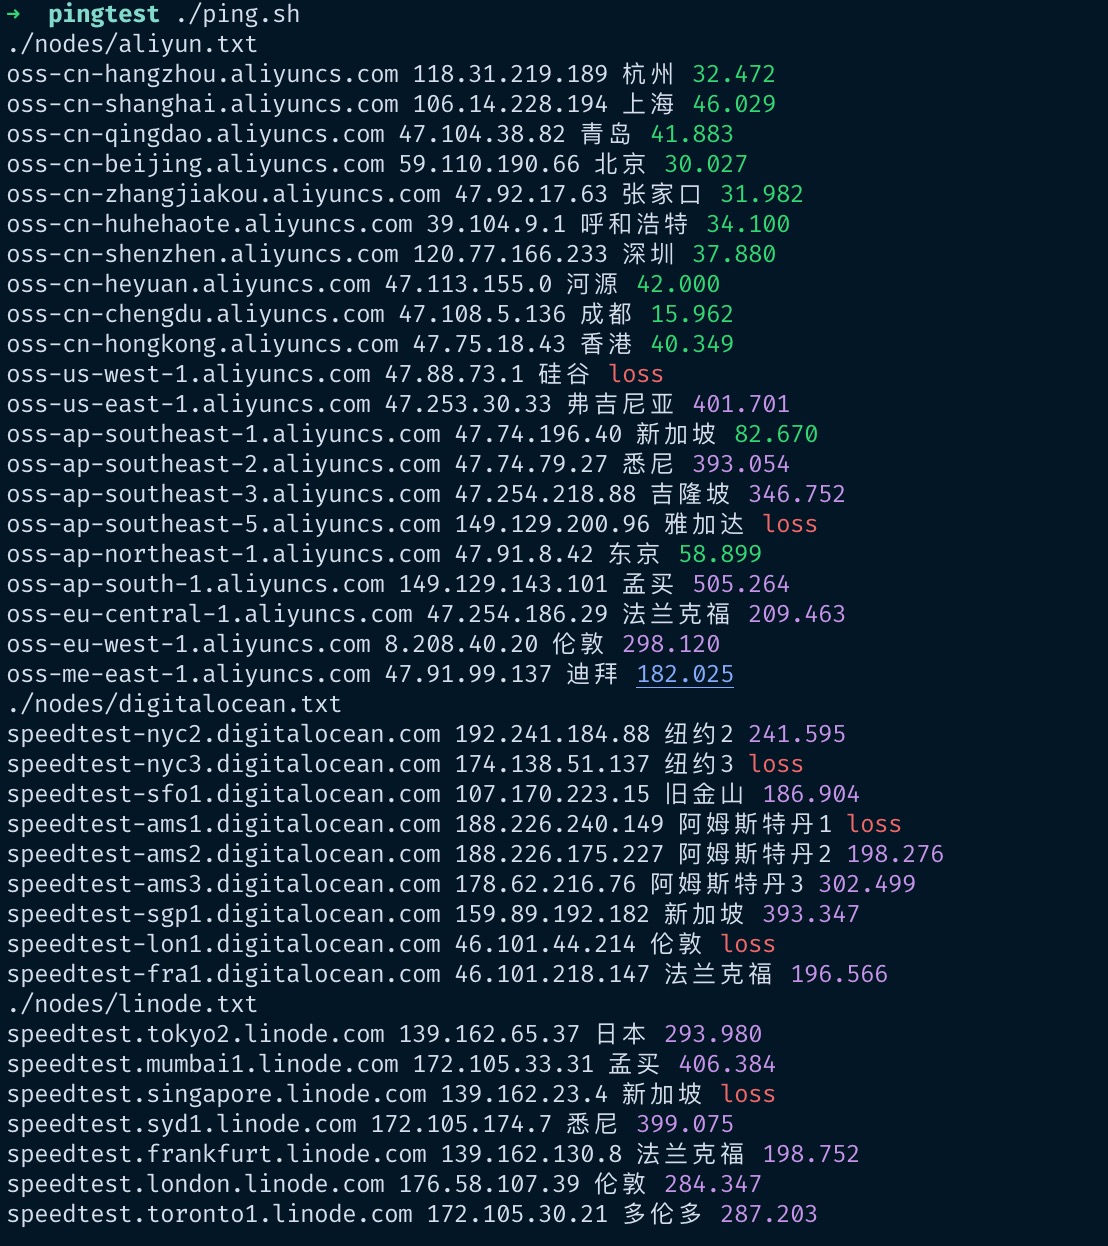 → pingtest ./ping.sh
./nodes/aliyun.txt
oss-cn-hangzhou.aliyuncs.com 118.31.219.189 杭州 32.472
oss-cn-shanghai.aliyuncs.com 106.14.228.194 上海 46.029
oss-cn-qingdao.aliyuncs.com 47.104.38.82 青岛 41.883
oss-cn-beijing.aliyuncs.com 59.110.190.66 北京 30.027
oss-cn-zhangjiakou.aliyuncs.com 47.92.17.63 张家口 31.982
oss-cn-huhehaote.aliyuncs.com 39.104.9.1 呼和浩特 34.100
oss-cn-shenzhen.aliyuncs.com 120.77.166.233 深圳 37.880
oss-cn-heyuan.aliyuncs.com 47.113.155.0 河源 42.000
oss-cn-chengdu.aliyuncs.com 47.108.5.136 成都 15.962
oss-cn-hongkong.aliyuncs.com 47.75.18.43 香港 40.349
oss-us-west-1.aliyuncs.com 47.88.73.1 硅谷 loss
oss-us-east-1.aliyuncs.com 47.253.30.33 弗吉尼亚 401.701
oss-ap-southeast-1.aliyuncs.com 47.74.196.40 新加坡 82.670
oss-ap-southeast-2.aliyuncs.com 47.74.79.27 悉尼 393.054
oss-ap-southeast-3.aliyuncs.com 47.254.218.88 吉隆坡 346.752
oss-ap-southeast-5.aliyuncs.com 149.129.200.96 雅加达 loss
oss-ap-northeast-1.aliyuncs.com 47.91.8.42 东京 58.899
oss-ap-south-1.aliyuncs.com 149.129.143.101 孟买 505.264
oss-eu-central-1.aliyuncs.com 47.254.186.29 法兰克福 209.463
oss-eu-west-1.aliyuncs.com 8.208.40.20 伦敦 298.120
oss-me-east-1.aliyuncs.com 47.91.99.137 迪拜 182.025
./nodes/digitalocean.txt
speedtest-nyc2.digitalocean.com 192.241.184.88 纽约2 241.595
speedtest-nyc3.digitalocean.com 174.138.51.137 纽约3 loss
speedtest-sfo1.digitalocean.com 107.170.223.15 旧金山 186.904
speedtest-ams1.digitalocean.com 188.226.240.149 阿姆斯特丹1 loss
speedtest-ams2.digitalocean.com 188.226.175.227 阿姆斯特丹2 198.276
speedtest-ams3.digitalocean.com 178.62.216.76 阿姆斯特丹3 302.499
speedtest-sgp1.digitalocean.com 159.89.192.182 新加坡 393.347
speedtest-lon1.digitalocean.com 46.101.44.214 伦敦 loss
speedtest-fra1.digitalocean.com 46.101.218.147 法兰克福 196.566
./nodes/linode.txt
speedtest.tokyo2.linode.com 139.162.65.37 日本 293.980
speedtest.mumbai1.linode.com 172.105.33.31 孟买 406.384
speedtest.singapore.linode.com 139.162.23.4 新加坡 loss
speedtest.syd1.linode.com 172.105.174.7 悉尼 399.075
speedtest.frankfurt.linode.com 139.162.130.8 法兰克福 198.752
speedtest.london.linode.com 176.58.107.39 伦敦 284.347
speedtest.toronto1.linode.com 172.105.30.21 多伦多 287.203